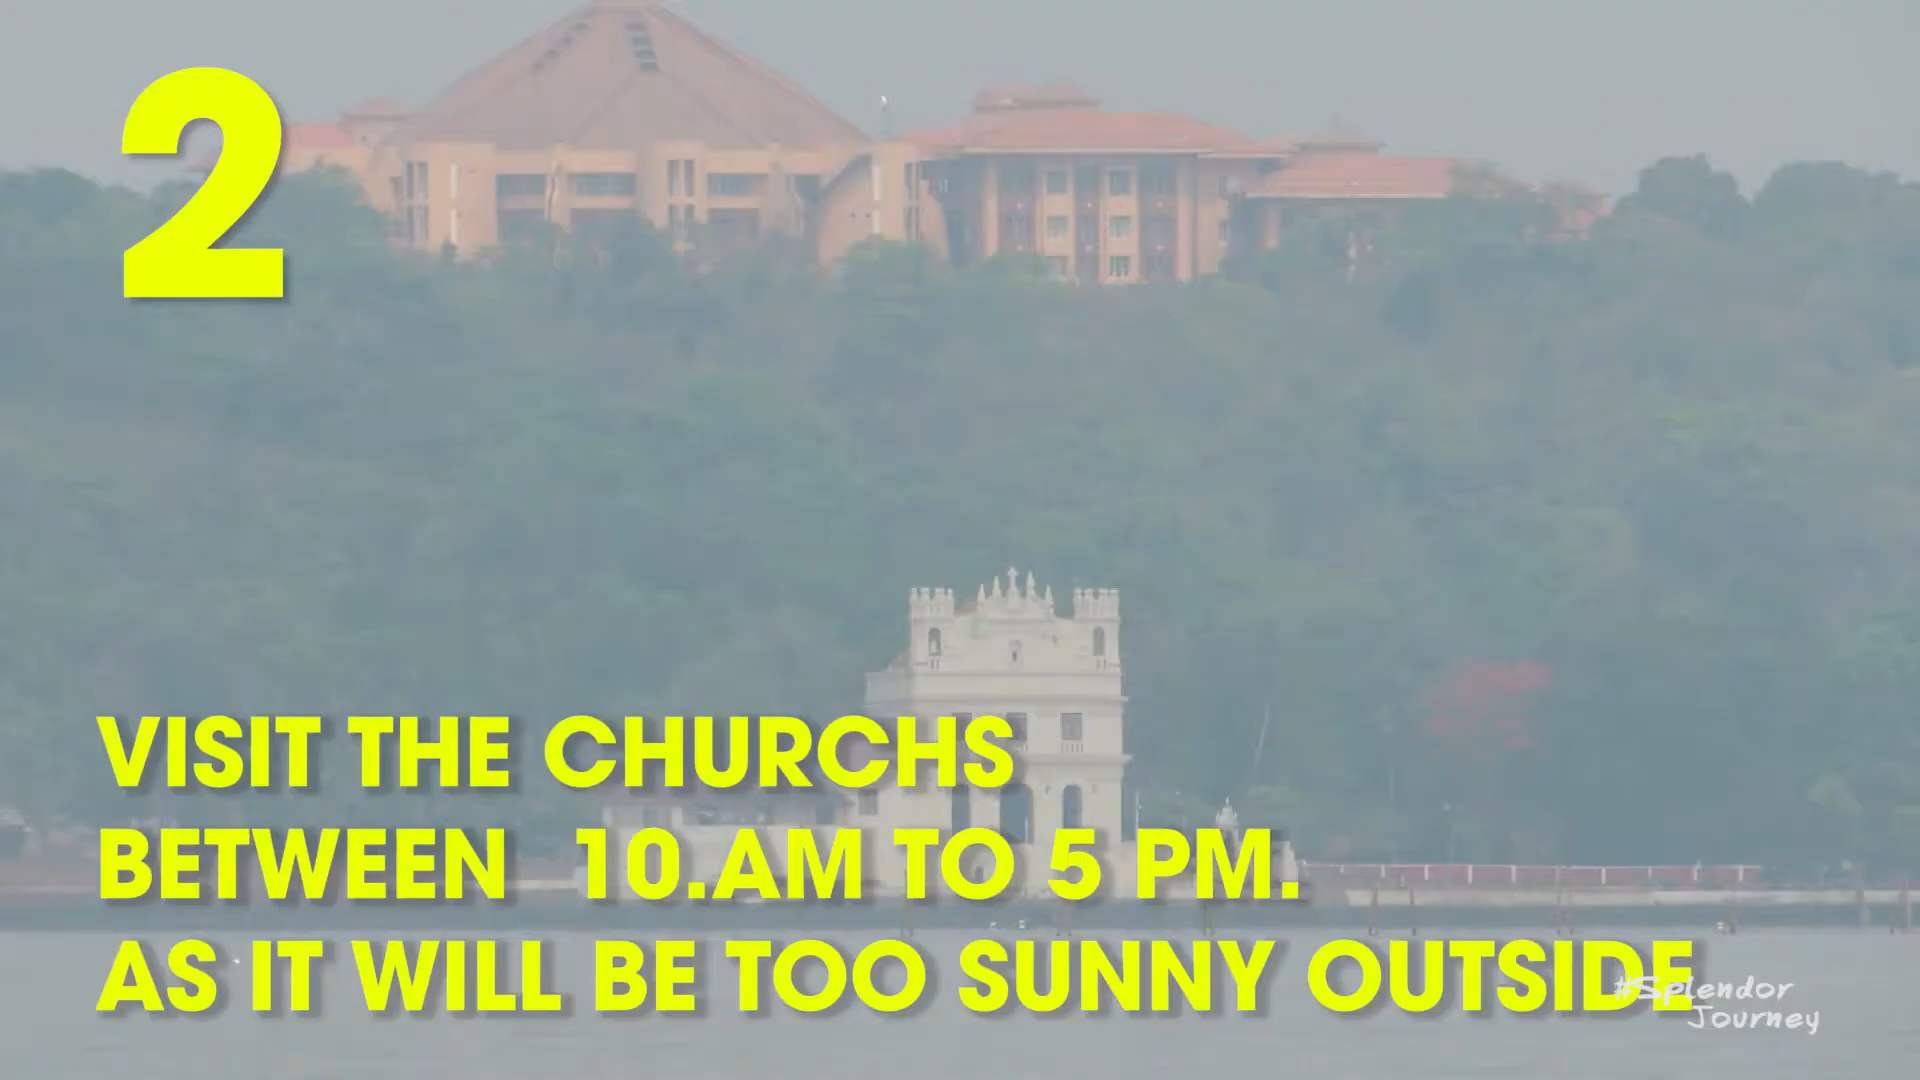 2
VISIT THE CHURCHS
BETWEEN  10.AM TO 5 PM.
AS IT WILL BE TOO SUNNY OUTSIDE
#Splendor
Journey